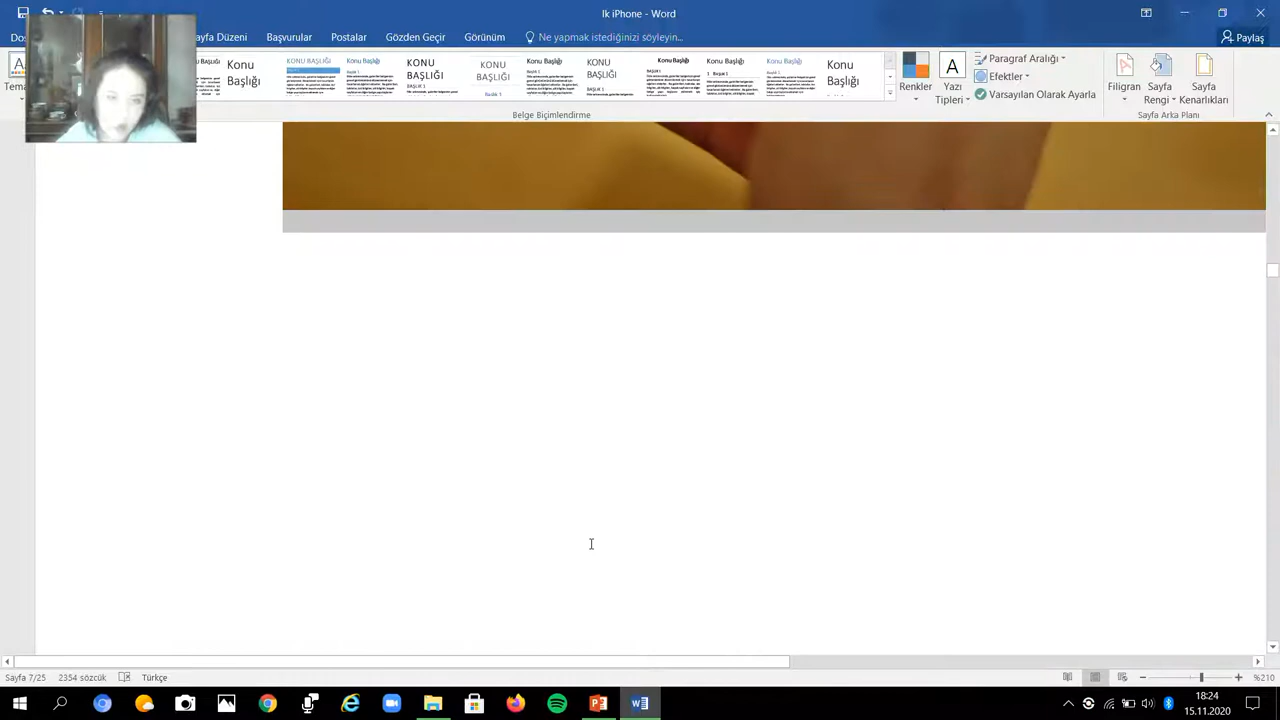 Ik iPhone - Word
Dos
ayfa Düzeni
Başvurular
Postalar
Gözden Geçir
Görünüm
Ne yapmak istediğinizi söyleyin...
Paylaş
Konu
Başlığı
KONU BAŞLIĞI
Konu Başlığı
KONU
BAŞLIĞI
KONU
BAŞLIĞI
Konu Başlığı
KONU
BAŞLIĞI
Konu Başlığı
Konu Başlığı
Konu Başlığı
Konu
Başlığı
Renkler
Yazı
Tipleri
Paragraf Aralığı
Efektler
Varsayılan Olarak Ayarla
Filigran
Sayfa
Rengi
Sayfa
Kenarlıkları
Belge Biçimlendirme
Sayfa Arka Planı
Sayfa 7/25
2354 sözcük
Türkçe
%210
18:24
15.11.2020